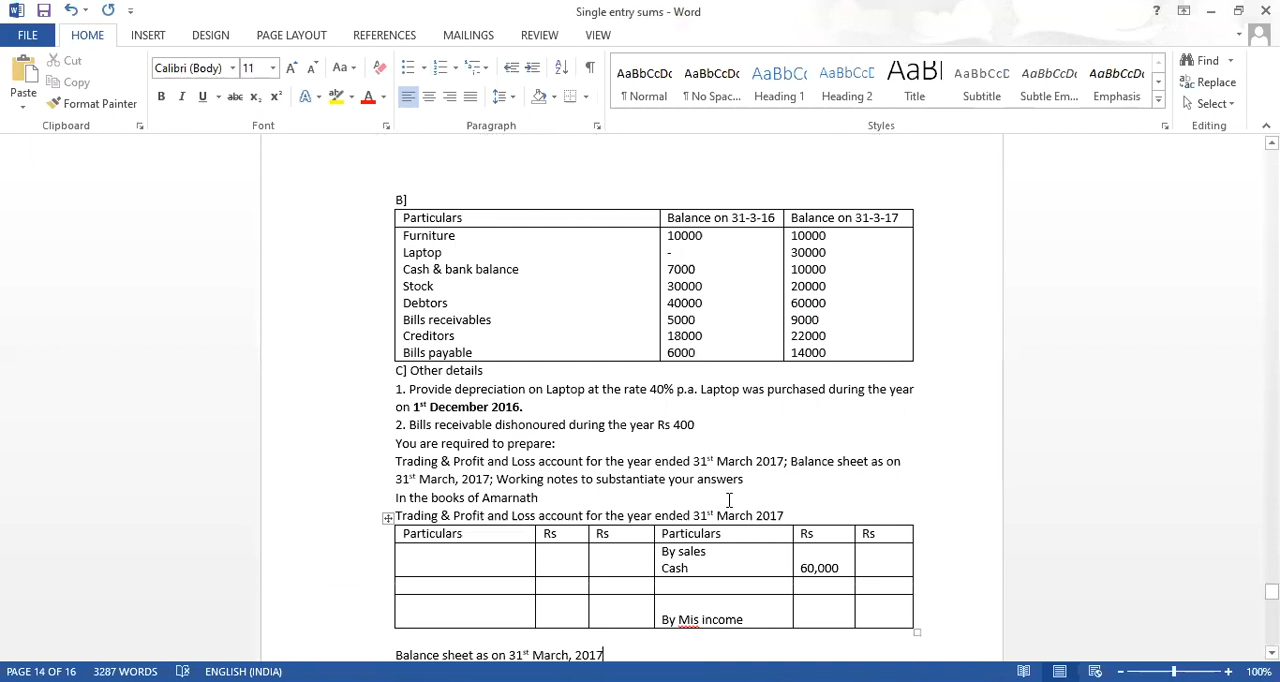 Single entry sums - Word
FILE HOME INSERT DESIGN PAGE LAYOUT REFERENCES MAILINGS REVIEW VIEW
Cut
Copy
Format Painter
Paste
Clipboard
Calibri (Body) 11
Font
Paragraph
AaBbCcDc AaBbCcDc AaBbCc AaBbCcD AaBl AaBbCcD AaBbCcDc AaBbCcDc
¶ Normal ¶ No Spac... Heading 1 Heading 2 Title Subtitle Subtle Em... Emphasis
Styles
Find
Replace
Select
Editing
B]
Particulars Balance on 31-3-16 Balance on 31-3-17
Furniture 10000 10000
Laptop - 30000
Cash & bank balance 7000 10000
Stock 30000 20000
Debtors 40000 60000
Bills receivables 5000 9000
Creditors 18000 22000
Bills payable 6000 14000
C] Other details
1. Provide depreciation on Laptop at the rate 40% p.a. Laptop was purchased during the year
on 1st December 2016.
2. Bills receivable dishonoured during the year Rs 400
You are required to prepare:
Trading & Profit and Loss account for the year ended 31st March 2017; Balance sheet as on
31st March, 2017; Working notes to substantiate your answers
In the books of Amarnath
Trading & Profit and Loss account for the year ended 31st March 2017
Particulars Rs Rs Particulars Rs Rs
By sales
Cash 60,000
By Mis income
Balance sheet as on 31st March, 2017
PAGE 14 OF 16 3287 WORDS ENGLISH (INDIA) 100%